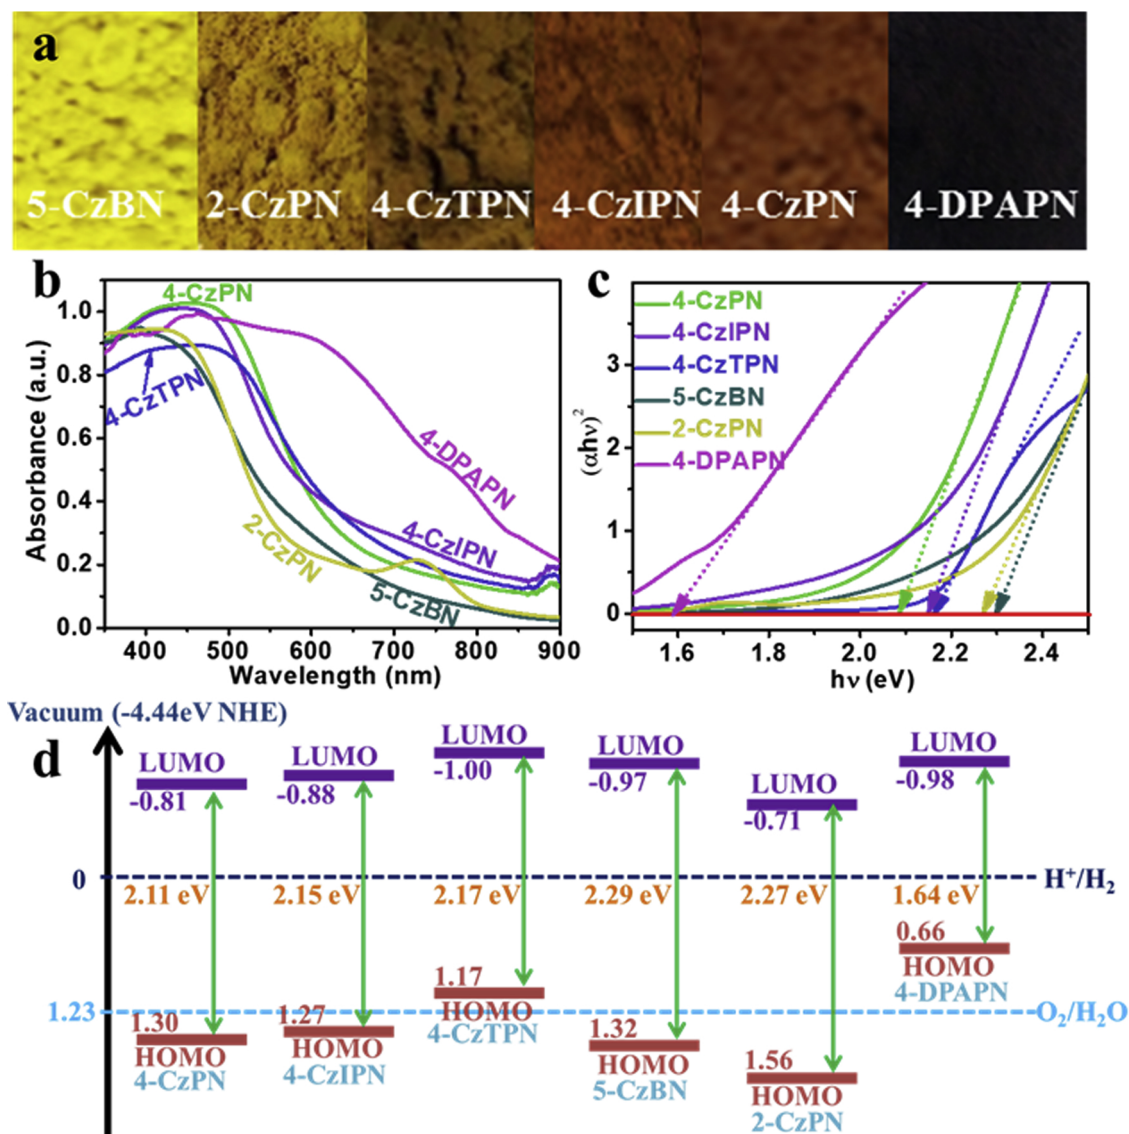 a
5-CzBN 2-CzPN 4-CzTPN 4-CzIPN 4-CzPN 4-DPAPN
b
Absorbance (a.u.)
1.0
0.8
0.6
0.4
0.2
0.0
4-CzPN
4-CzTPN
4-DPAPN
2-CzPN
4-CzIPN
5-CzBN
400 500 600 700 800 900
Wavelength (nm)
c
(αhν)²
3
2
1
0
4-CzPN
4-CzIPN
4-CzTPN
5-CzBN
2-CzPN
4-DPAPN
1.6 1.8 2.0 2.2 2.4
hν (eV)
Vacuum (-4.44eV NHE)
d
0
1.23
H⁺/H₂
O₂/H₂O
LUMO
-0.81
2.11 eV
1.30
HOMO
4-CzPN
LUMO
-0.88
2.15 eV
1.27
HOMO
4-CzIPN
LUMO
-1.00
2.17 eV
1.17
HOMO
4-CzTPN
LUMO
-0.97
2.29 eV
1.32
HOMO
5-CzBN
LUMO
-0.71
2.27 eV
1.56
HOMO
2-CzPN
LUMO
-0.98
1.64 eV
0.66
HOMO
4-DPAPN